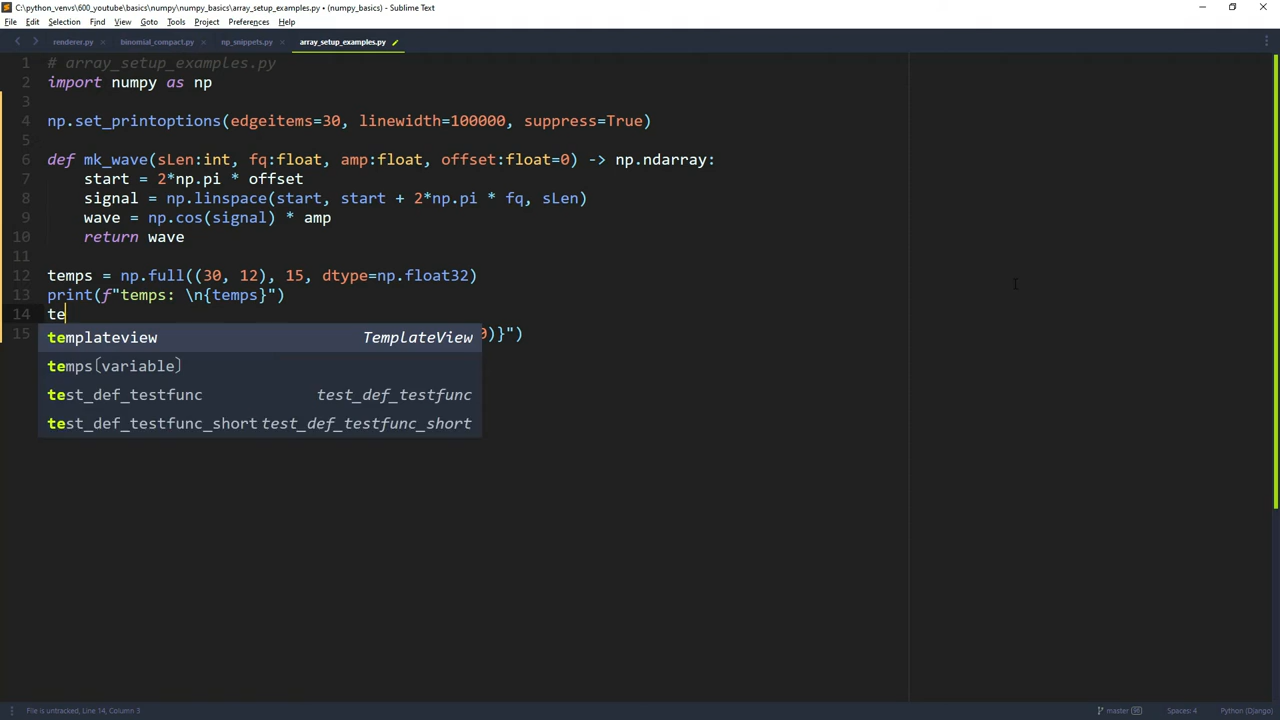 C:\python_venvs\600_youtube\basics\numpy\numpy_basics\array_setup_examples.py • (numpy_basics) - Sublime Text
File Edit Selection Find View Goto Tools Project Preferences Help
renderer.py binomial_compact.py np_snippets.py array_setup_examples.py
1 # array_setup_examples.py
2 import numpy as np
3
4 np.set_printoptions(edgeitems=30, linewidth=100000, suppress=True)
5
6 def mk_wave(sLen:int, fq:float, amp:float, offset:float=0) -> np.ndarray:
7 start = 2*np.pi * offset
8 signal = np.linspace(start, start + 2*np.pi * fq, sLen)
9 wave = np.cos(signal) * amp
10 return wave
11
12 temps = np.full((30, 12), 15, dtype=np.float32)
13 print(f"temps: \n{temps}")
14 te
15 0)}")
templateview TemplateView
temps〔variable〕
test_def_testfunc test_def_testfunc
test_def_testfunc_short test_def_testfunc_short
File is untracked, Line 14, Column 3 master Spaces: 4 Python (Django)